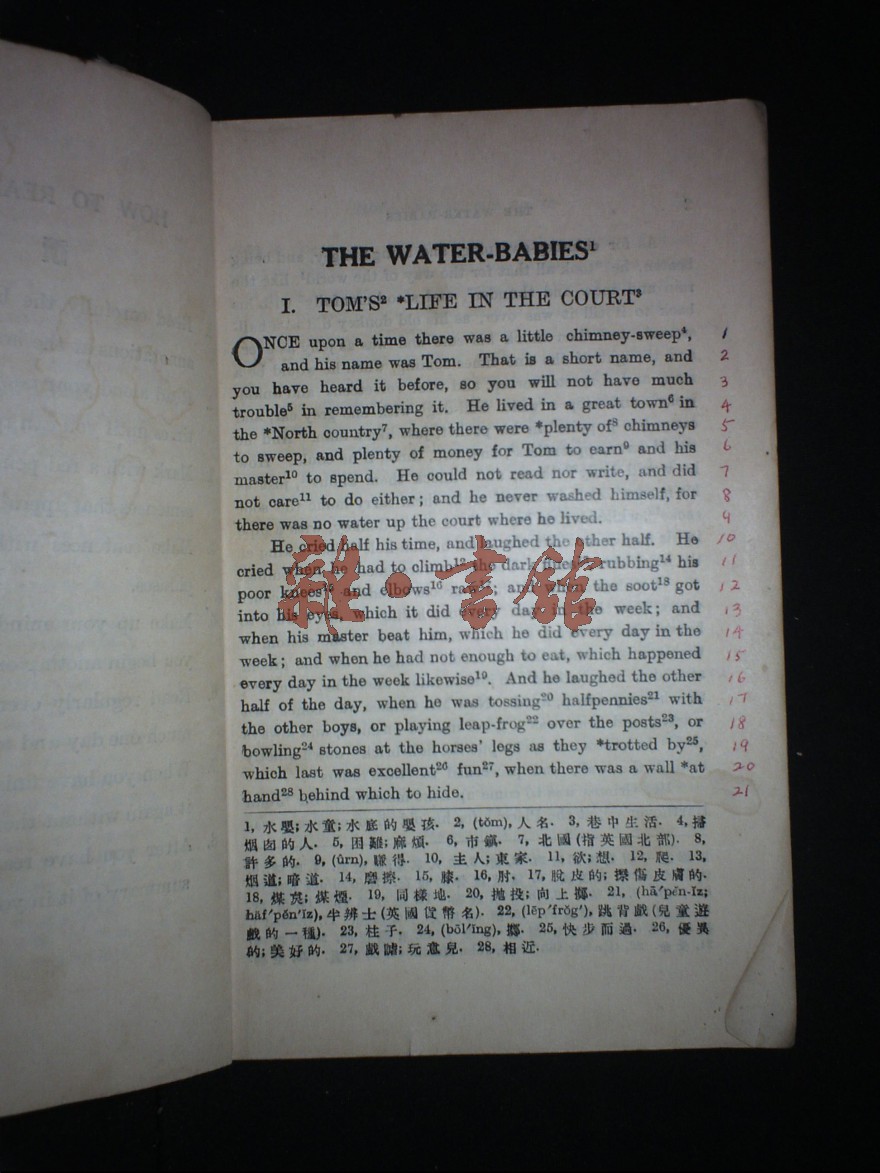 HOW TO REA
THE WATER-BABIES¹
I. TOM'S² *LIFE IN THE COURT³
ONCE upon a time there was a little chimney-sweep⁴, 1
and his name was Tom. That is a short name, and 2
you have heard it before, so you will not have much 3
trouble⁵ in remembering it. He lived in a great town⁶ in 4
the *North country⁷, where there were *plenty of⁸ chimneys 5
to sweep, and plenty of money for Tom to earn⁹ and his 6
master¹⁰ to spend. He could not read nor write, and did 7
not care¹¹ to do either; and he never washed himself, for 8
there was no water up the court where he lived. 9
He cried half his time, and laughed the other half. He 10
cried when he had to climb¹² the dark flues¹³, rubbing¹⁴ his 11
poor knees¹⁵ and elbows¹⁶ raw¹⁷; and when the soot¹⁸ got 12
into his eyes, which it did every day in the week; and 13
when his master beat him, which he did every day in the 14
week; and when he had not enough to eat, which happened 15
every day in the week likewise¹⁹. And he laughed the other 16
half of the day, when he was tossing²⁰ halfpennies²¹ with 17
the other boys, or playing leap-frog²² over the posts²³, or 18
bowling²⁴ stones at the horses' legs as they *trotted by²⁵, 19
which last was excellent²⁶ fun²⁷, when there was a wall *at 20
hand²⁸ behind which to hide. 21
1, 水嬰; 水童; 水底的嬰孩. 2, (tŏm), 人名. 3, 巷中生活. 4, 掃
烟囱的人. 5, 困難; 麻煩. 6, 市鎮. 7, 北國 (指英國北部). 8,
許多的. 9, (ûrn), 賺得. 10, 主人; 東家. 11, 欲; 想. 12, 爬. 13,
烟道; 暗道. 14, 磨擦. 15, 膝. 16, 肘. 17, 脫皮的; 擦傷皮膚的.
18, 煤炱; 煤煙. 19, 同樣地. 20, 拋投; 向上擲. 21, (hā′pĕn-ĭz;
hăf′pĕn′ĭz), 半辨士 (英國貨幣名). 22, (lēp′frŏg′), 跳背戲 (兒童遊
戲的一種). 23, 柱子. 24, (bōl′ĭng), 擲. 25, 快步而過. 26, 優異
的; 美好的. 27, 戲謔; 玩意兒. 28, 相近.
雜·書館